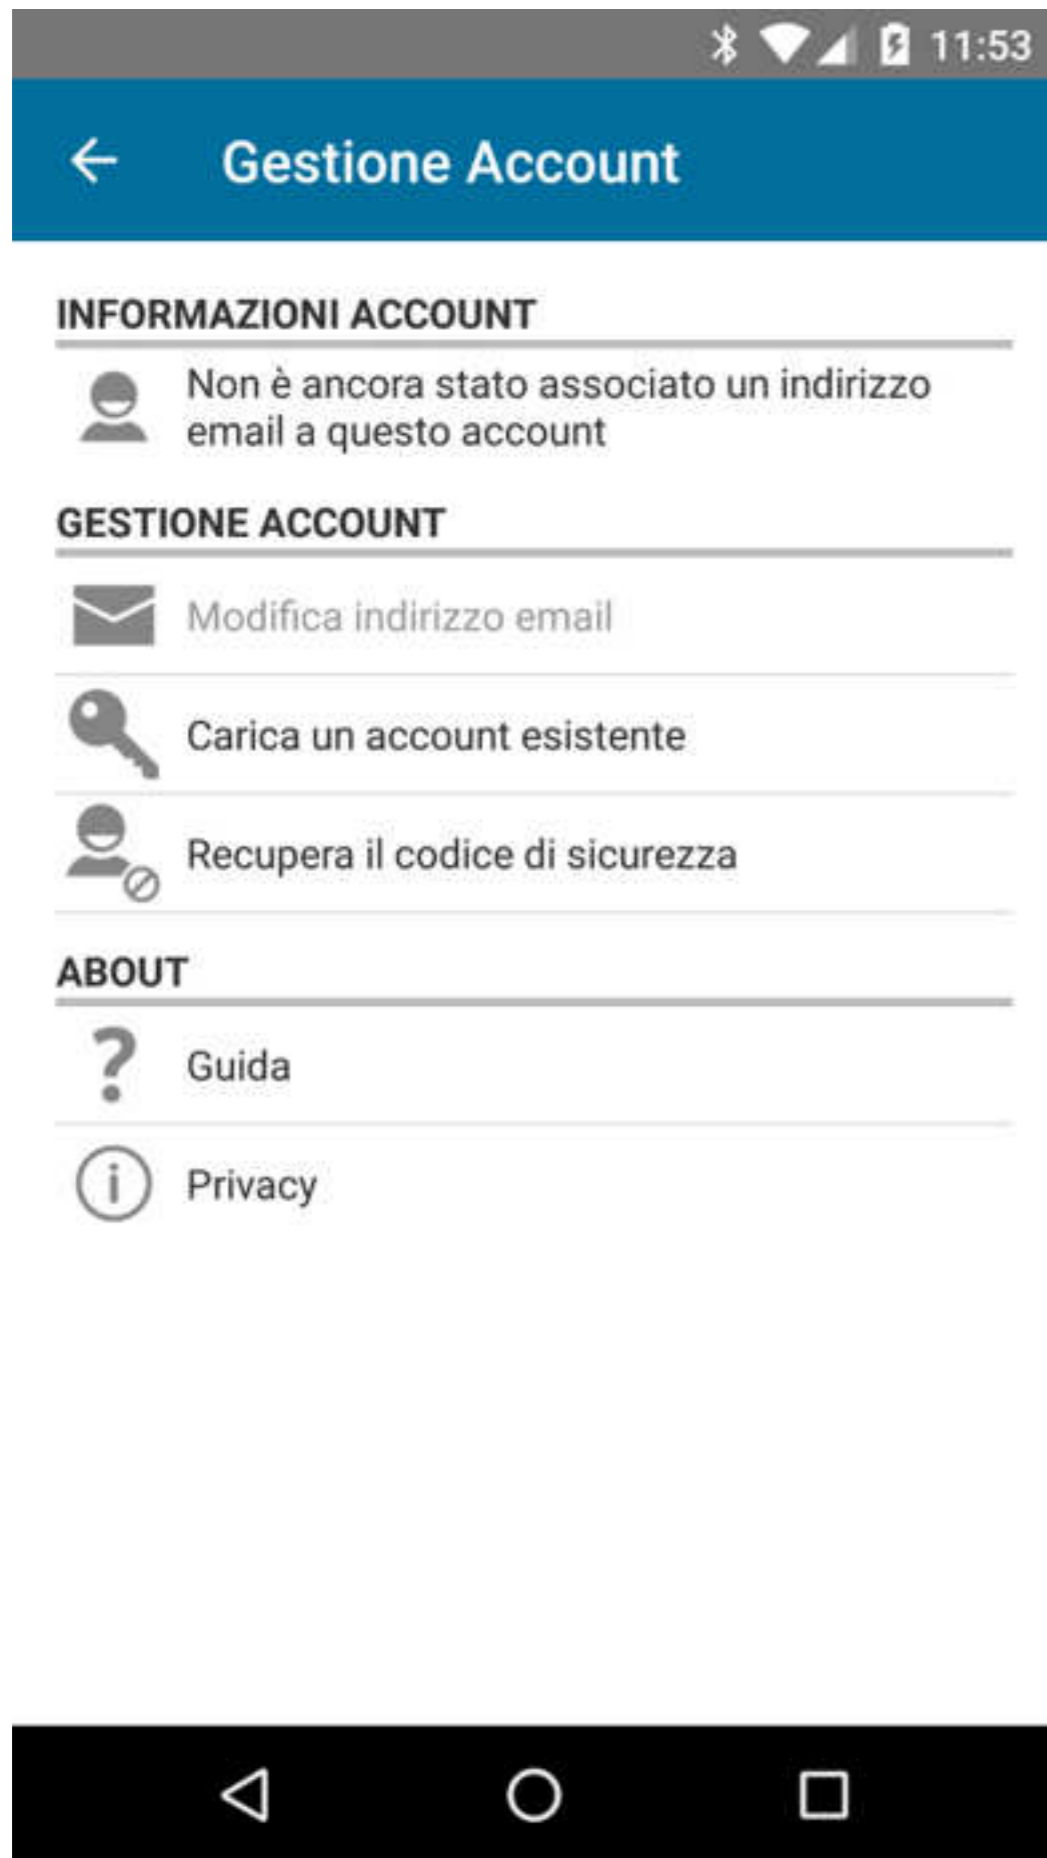 11:53
Gestione Account
INFORMAZIONI ACCOUNT
Non è ancora stato associato un indirizzo
email a questo account
GESTIONE ACCOUNT
Modifica indirizzo email
Carica un account esistente
Recupera il codice di sicurezza
ABOUT
Guida
Privacy